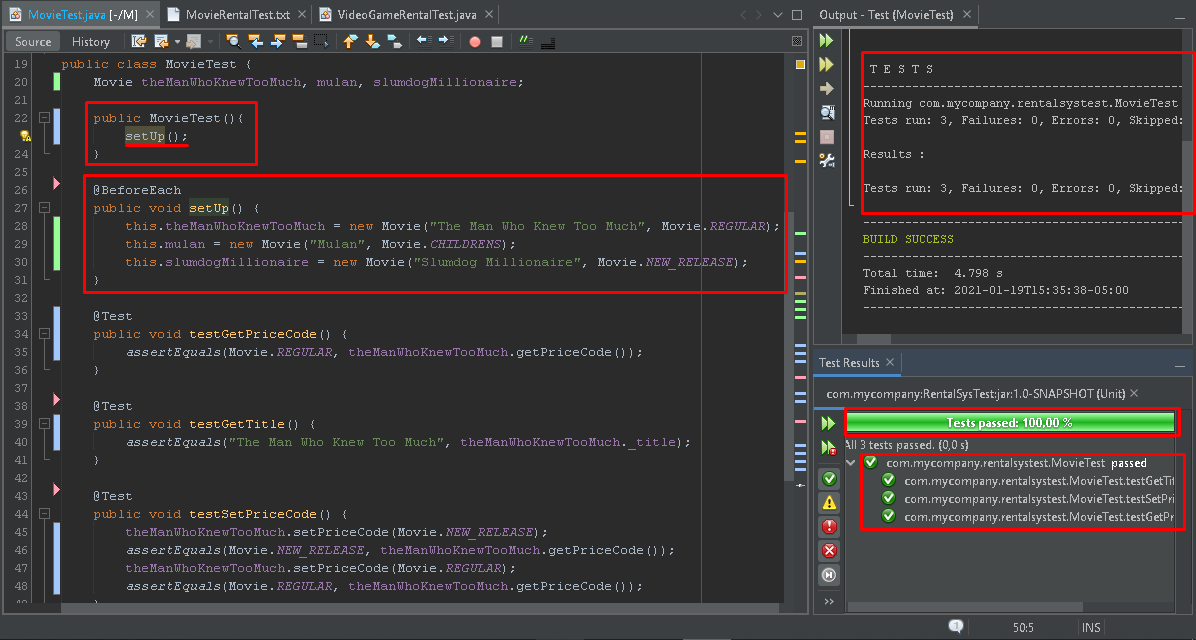 MovieTest.java [-/M]
MovieRentalTest.txt
VideoGameRentalTest.java
Output - Test (MovieTest)
Source
History
19 public class MovieTest {
20 Movie theManWhoKnewTooMuch, mulan, slumdogMillionaire;
21
22 public MovieTest(){
setUp();
24 }
25
26 @BeforeEach
27 public void setUp() {
28 this.theManWhoKnewTooMuch = new Movie("The Man Who Knew Too Much", Movie.REGULAR);
29 this.mulan = new Movie("Mulan", Movie.CHILDRENS);
30 this.slumdogMillionaire = new Movie("Slumdog Millionaire", Movie.NEW_RELEASE);
31 }
32
33 @Test
34 public void testGetPriceCode() {
35 assertEquals(Movie.REGULAR, theManWhoKnewTooMuch.getPriceCode());
36 }
37
38 @Test
39 public void testGetTitle() {
40 assertEquals("The Man Who Knew Too Much", theManWhoKnewTooMuch._title);
41 }
42
43 @Test
44 public void testSetPriceCode() {
45 theManWhoKnewTooMuch.setPriceCode(Movie.NEW_RELEASE);
46 assertEquals(Movie.NEW_RELEASE, theManWhoKnewTooMuch.getPriceCode());
47 theManWhoKnewTooMuch.setPriceCode(Movie.REGULAR);
48 assertEquals(Movie.REGULAR, theManWhoKnewTooMuch.getPriceCode());
T E S T S
-------------------------------------------------------
Running com.mycompany.rentalsystest.MovieTest
Tests run: 3, Failures: 0, Errors: 0, Skipped:
Results :
Tests run: 3, Failures: 0, Errors: 0, Skipped:
-------------------------------------------------------
BUILD SUCCESS
-------------------------------------------------------
Total time: 4.798 s
Finished at: 2021-01-19T15:35:38-05:00
-------------------------------------------------------
Test Results
com.mycompany:RentalSysTest:jar:1.0-SNAPSHOT (Unit)
Tests passed: 100,00 %
All 3 tests passed. (0,0 s)
com.mycompany.rentalsystest.MovieTest passed
com.mycompany.rentalsystest.MovieTest.testGetTit
com.mycompany.rentalsystest.MovieTest.testSetPri
com.mycompany.rentalsystest.MovieTest.testGetPr
50:5
INS